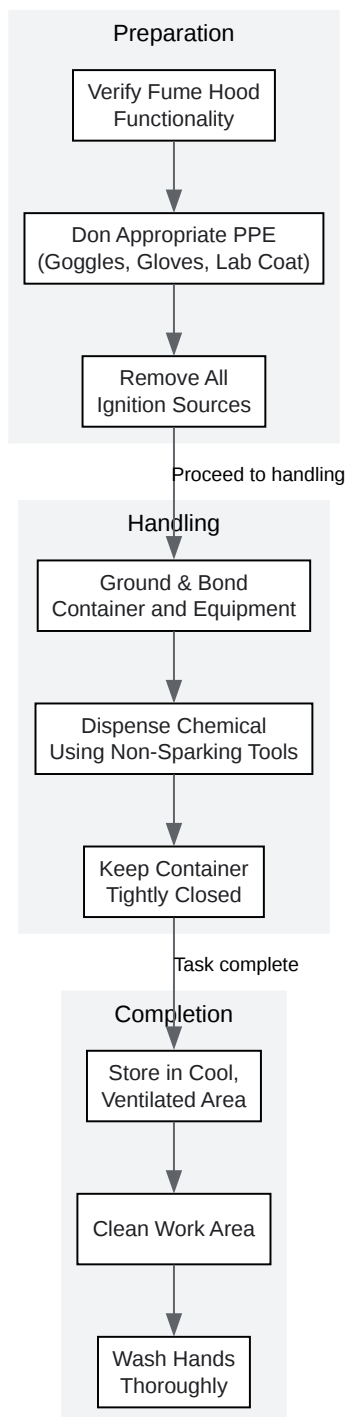 Preparation
Verify Fume Hood
Functionality
Don Appropriate PPE
(Goggles, Gloves, Lab Coat)
Remove All
Ignition Sources
Proceed to handling
Handling
Ground & Bond
Container and Equipment
Dispense Chemical
Using Non-Sparking Tools
Keep Container
Tightly Closed
Task complete
Completion
Store in Cool,
Ventilated Area
Clean Work Area
Wash Hands
Thoroughly